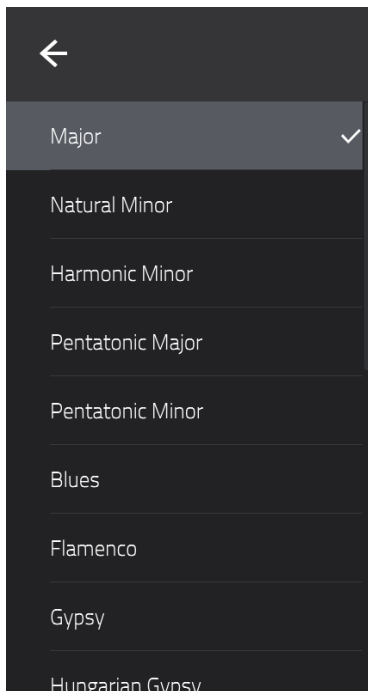 Major
Natural Minor
Harmonic Minor
Pentatonic Major
Pentatonic Minor
Blues
Flamenco
Gypsy
Hungarian Gypsy